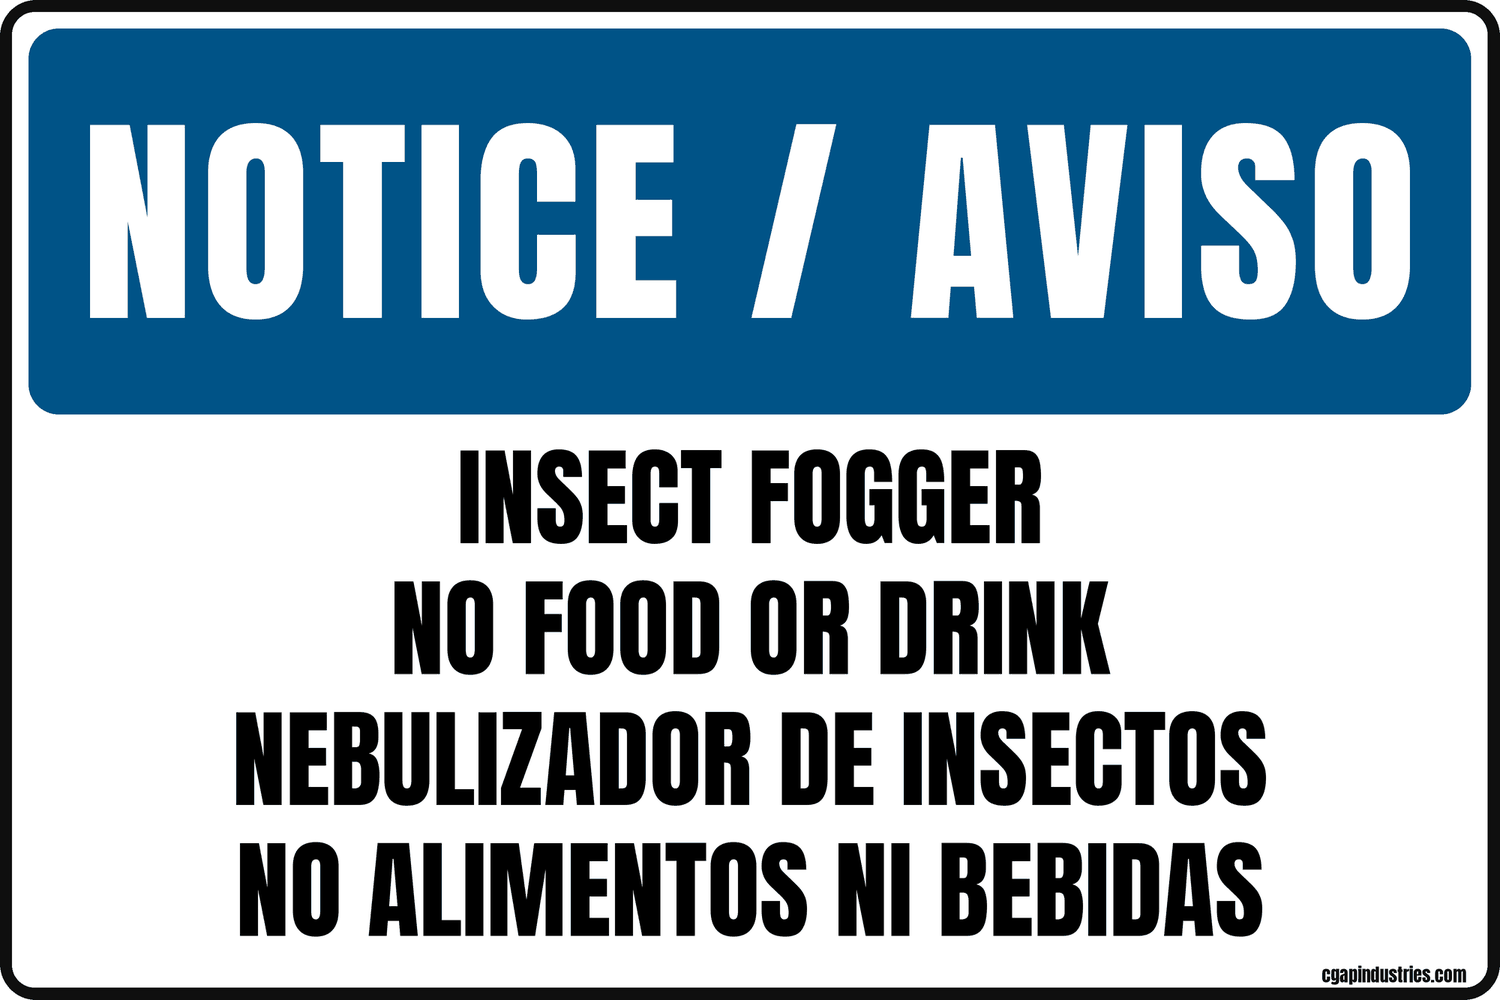 NOTICE / AVISO
INSECT FOGGER
NO FOOD OR DRINK
NEBULIZADOR DE INSECTOS
NO ALIMENTOS NI BEBIDAS
cgapindustries.com